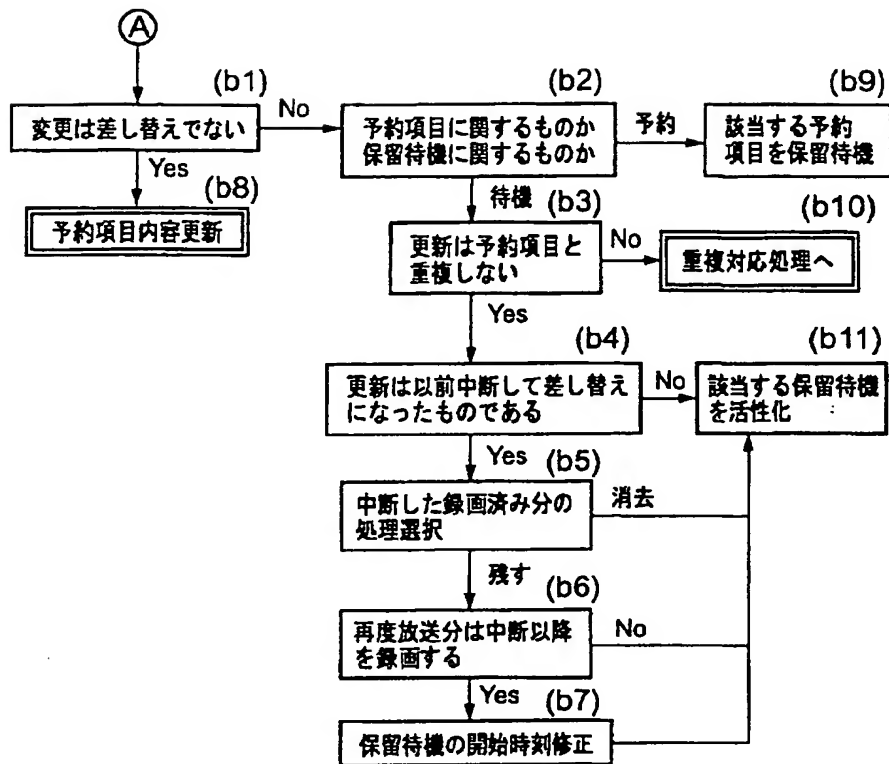 A
(b1)
変更は差し替えでない
No
Yes
(b2)
予約項目に関するものか
保留待機に関するものか
予約
待機
(b9)
該当する予約
項目を保留待機
(b8)
予約項目内容更新
(b3)
更新は予約項目と
重複しない
No
Yes
(b10)
重複対応処理へ
(b4)
更新は以前中断して差し替え
になったものである
No
Yes
(b11)
該当する保留待機
を活性化
(b5)
中断した録画済み分の
処理選択
消去
残す
(b6)
再度放送分は中断以降
を録画する
No
Yes
(b7)
保留待機の開始時刻修正